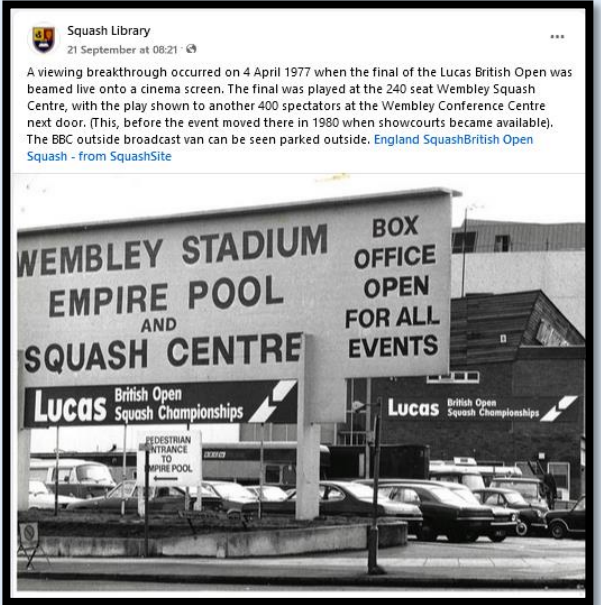 Squash Library
21 September at 08:21 ·
A viewing breakthrough occurred on 4 April 1977 when the final of the Lucas British Open was
beamed live onto a cinema screen. The final was played at the 240 seat Wembley Squash
Centre, with the play shown to another 400 spectators at the Wembley Conference Centre
next door. (This, before the event moved there in 1980 when showcourts became available).
The BBC outside broadcast van can be seen parked outside. England SquashBritish Open
Squash - from SquashSite
WEMBLEY STADIUM
EMPIRE POOL
AND
SQUASH CENTRE
BOX
OFFICE
OPEN
FOR ALL
EVENTS
Lucas British Open
Squash Championships
Lucas British Open
Squash Championships
PEDESTRIAN
ENTRANCE
TO
EMPIRE POOL